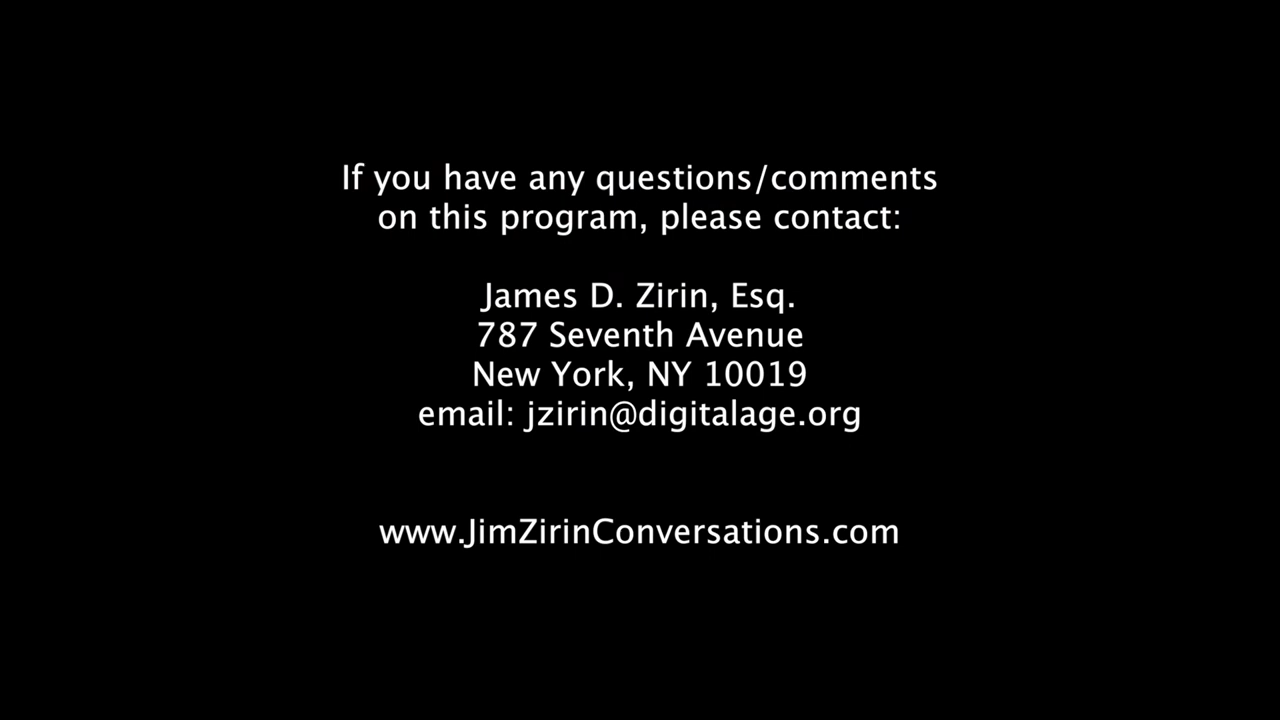 If you have any questions/comments
on this program, please contact:
James D. Zirin, Esq.
787 Seventh Avenue
New York, NY 10019
email: jzirin@digitalage.org
www.JimZirinConversations.com